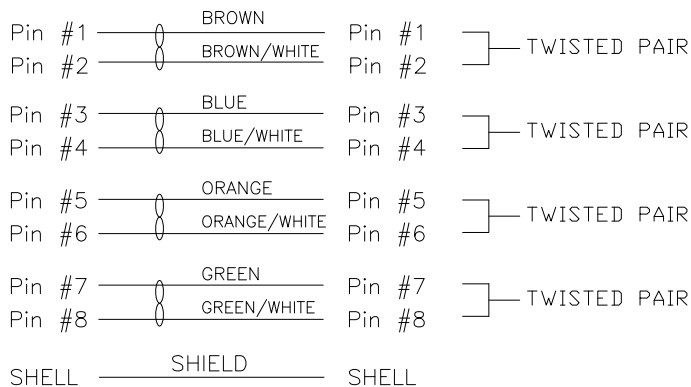 BROWN
Pin #1 Pin #1
BROWN/WHITE TWISTED PAIR
Pin #2 Pin #2
BLUE
Pin #3 Pin #3
BLUE/WHITE TWISTED PAIR
Pin #4 Pin #4
ORANGE
Pin #5 Pin #5
ORANGE/WHITE TWISTED PAIR
Pin #6 Pin #6
GREEN
Pin #7 Pin #7
GREEN/WHITE TWISTED PAIR
Pin #8 Pin #8
SHIELD
SHELL SHELL